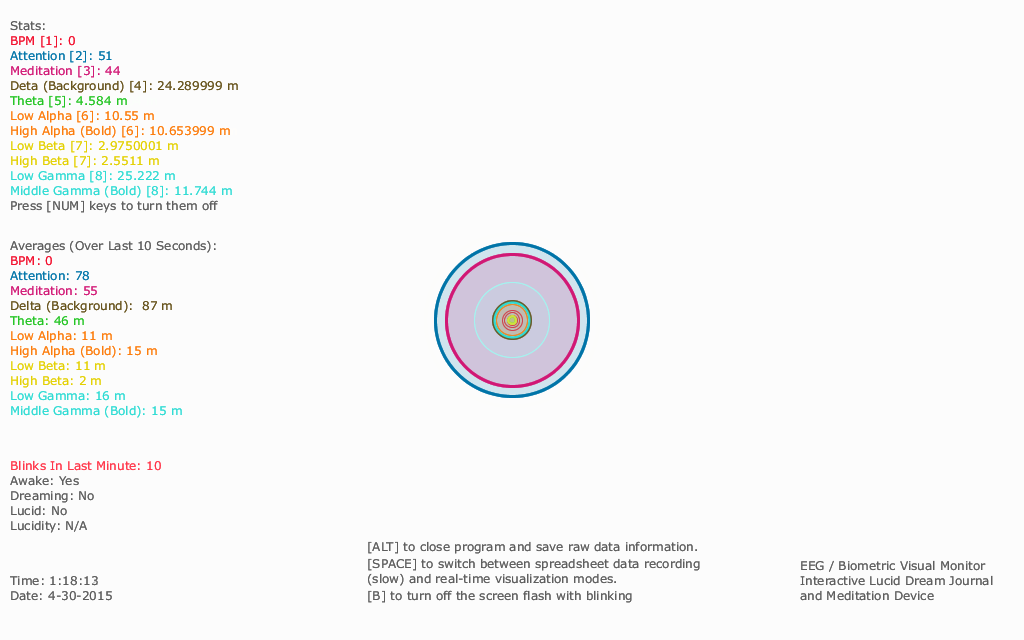 Stats:
BPM [1]: 0
Attention [2]: 51
Meditation [3]: 44
Deta (Background) [4]: 24.289999 m
Theta [5]: 4.584 m
Low Alpha [6]: 10.55 m
High Alpha (Bold) [6]: 10.653999 m
Low Beta [7]: 2.9750001 m
High Beta [7]: 2.5511 m
Low Gamma [8]: 25.222 m
Middle Gamma (Bold) [8]: 11.744 m
Press [NUM] keys to turn them off
Averages (Over Last 10 Seconds):
BPM: 0
Attention: 78
Meditation: 55
Delta (Background):  87 m
Theta: 46 m
Low Alpha: 11 m
High Alpha (Bold): 15 m
Low Beta: 11 m
High Beta: 2 m
Low Gamma: 16 m
Middle Gamma (Bold): 15 m
Blinks In Last Minute: 10
Awake: Yes
Dreaming: No
Lucid: No
Lucidity: N/A
Time: 1:18:13
Date: 4-30-2015
[ALT] to close program and save raw data information.
[SPACE] to switch between spreadsheet data recording
(slow) and real-time visualization modes.
[B] to turn off the screen flash with blinking
EEG / Biometric Visual Monitor
Interactive Lucid Dream Journal
and Meditation Device